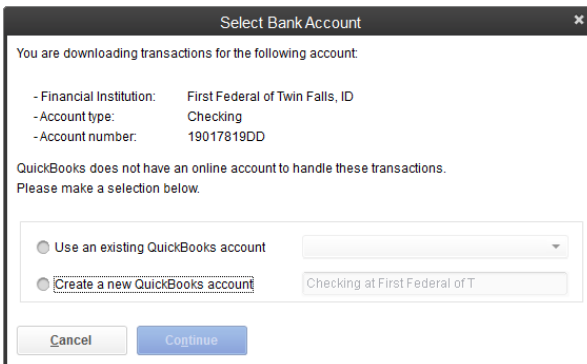 Select Bank Account
You are downloading transactions for the following account:
- Financial Institution: First Federal of Twin Falls, ID
- Account type: Checking
- Account number: 19017819DD
QuickBooks does not have an online account to handle these transactions.
Please make a selection below.
Use an existing QuickBooks account
Create a new QuickBooks account Checking at First Federal of T
Cancel Continue